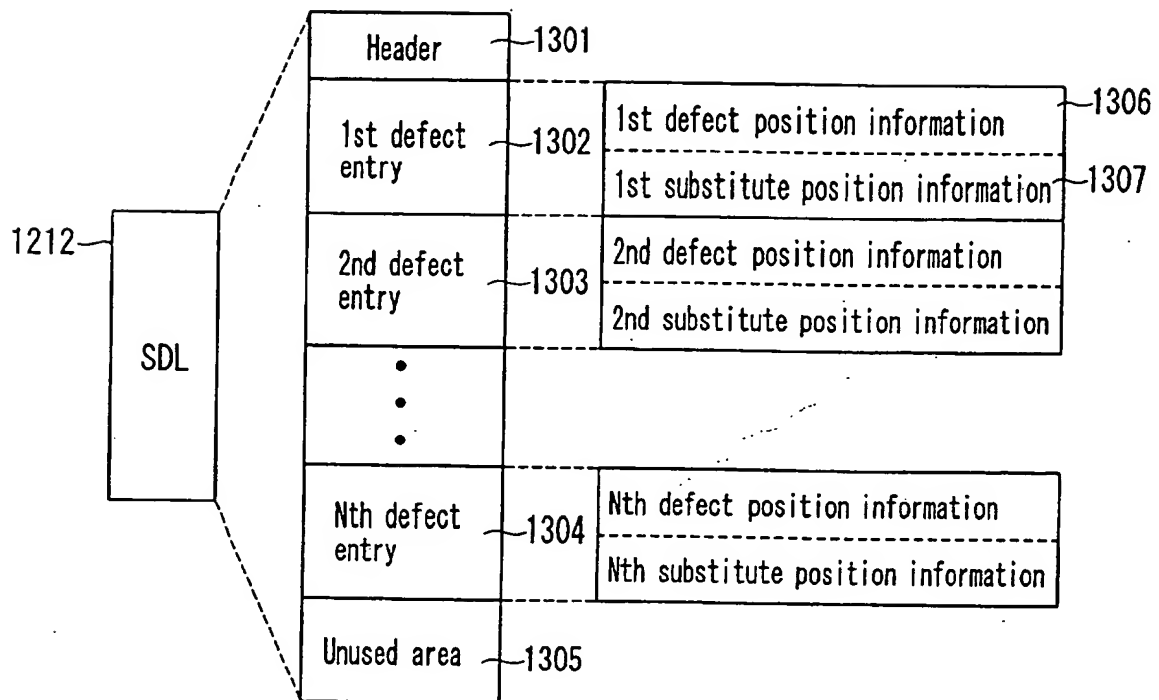 Header
1301
1st defect
entry
1302
1st defect position information
1306
1st substitute position information
1307
1212
SDL
2nd defect
entry
1303
2nd defect position information
2nd substitute position information
Nth defect
entry
1304
Nth defect position information
Nth substitute position information
Unused area
1305